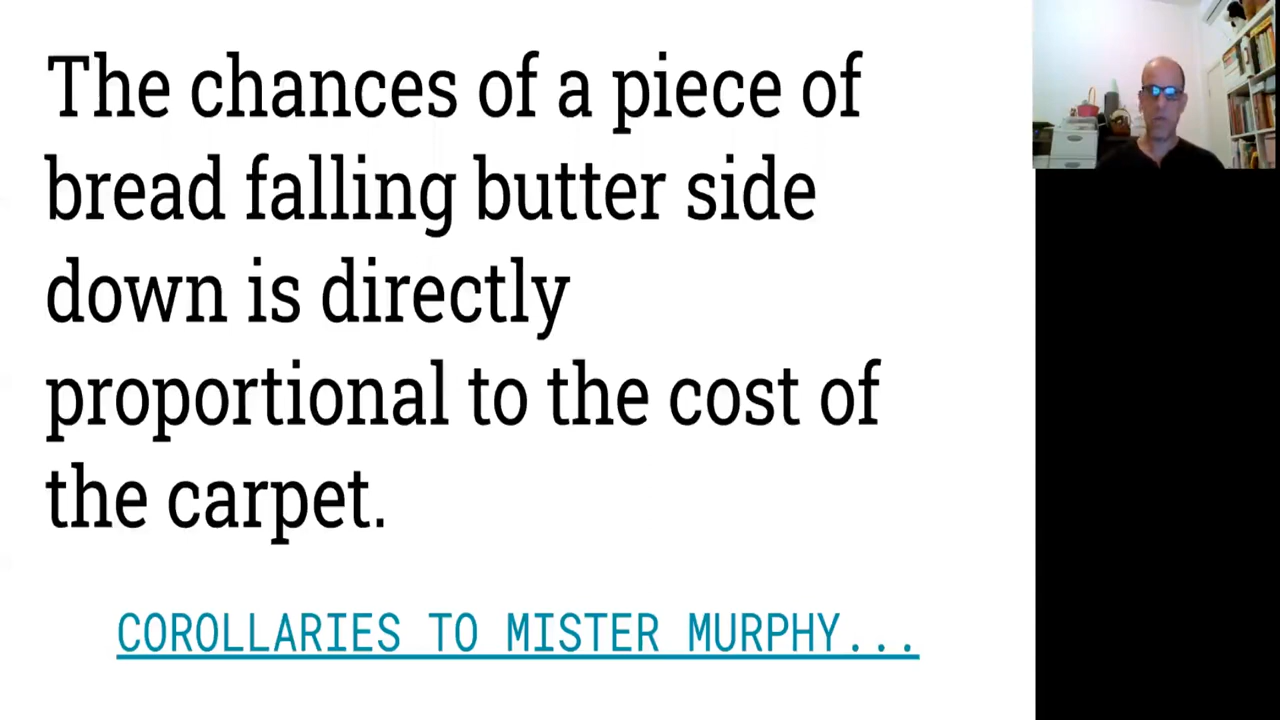 The chances of a piece of
bread falling butter side
down is directly
proportional to the cost of
the carpet.
COROLLARIES TO MISTER MURPHY...